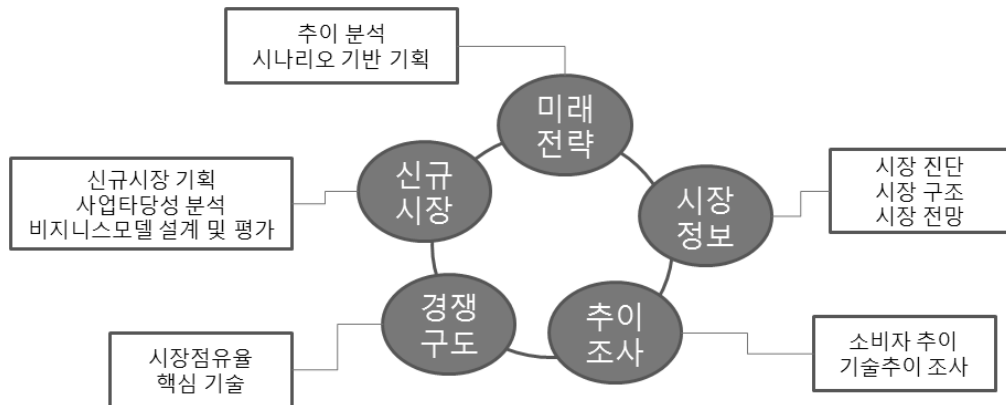 추이 분석
시나리오 기반 기획
미래
전략
신규시장 기획
사업타당성 분석
비지니스모델 설계 및 평가
신규
시장
시장
정보
시장 진단
시장 구조
시장 전망
경쟁
구도
시장점유율
핵심 기술
추이
조사
소비자 추이
기술추이 조사